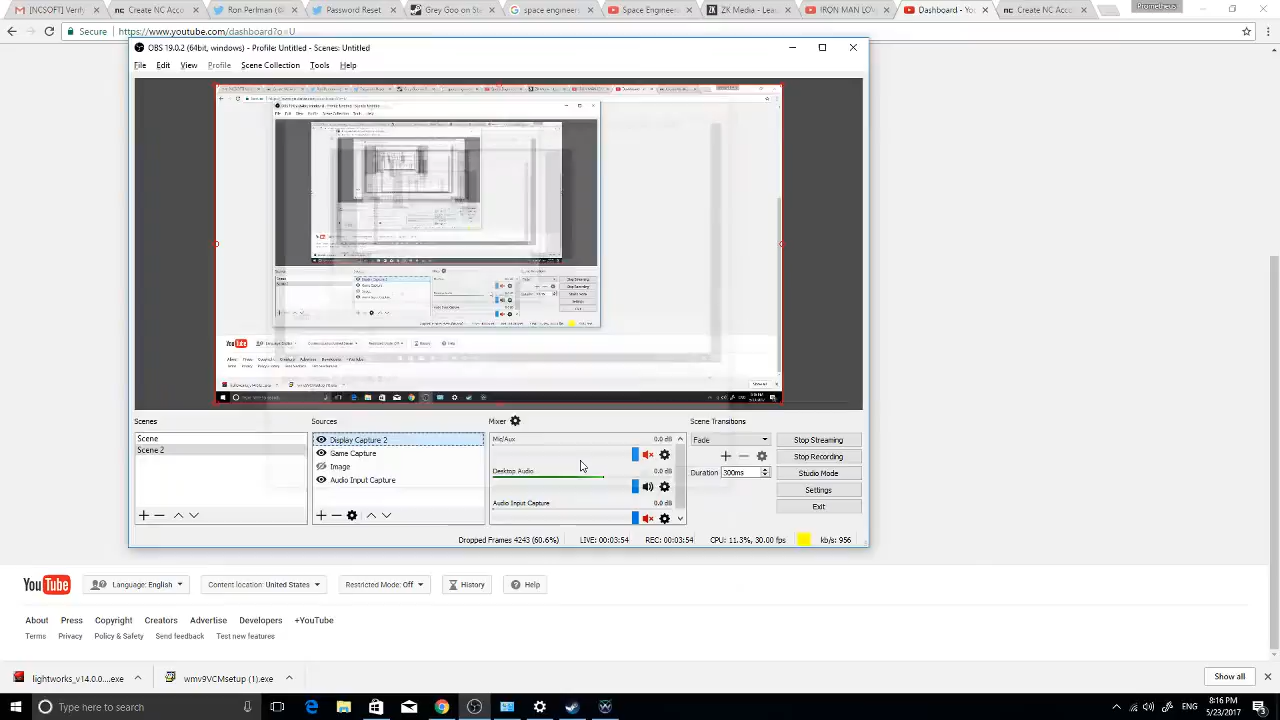 [NCSOFT] Verify
Create NC Acco
Ron Perlman (@
Password Reset
Grey Goo on Ste
space engineers
Space Engineers
ZK Media - Lea
IRON MAN LO
Dashboard - Yo
Create NC Acco
Prometheus
Secure
https://www.youtube.com/dashboard?o=U
OBS 18.0.2 (64bit, windows) - Profile: Untitled - Scenes: Untitled
File Edit View Profile Scene Collection Tools Help
Scenes
Scene
Scene 2
Sources
Display Capture 2
Game Capture
Image
Audio Input Capture
Mixer
Mic/Aux 0.0 dB
Desktop Audio 0.0 dB
Audio Input Capture 0.0 dB
Scene Transitions
Fade
Duration 300ms
Stop Streaming
Stop Recording
Studio Mode
Settings
Exit
Dropped Frames 4243 (60.6%) LIVE: 00:03:54 REC: 00:03:54 CPU: 11.3%, 30.00 fps kb/s: 956
YouTube
Language: English
Content location: United States
Restricted Mode: Off
History
Help
About Press Copyright Creators Advertise Developers +YouTube
Terms Privacy Policy & Safety Send feedback Test new features
lightworks_v14.0.0....exe
wmv9VCMsetup (1).exe
Show all
Type here to search
8:16 PM
5/23/2017